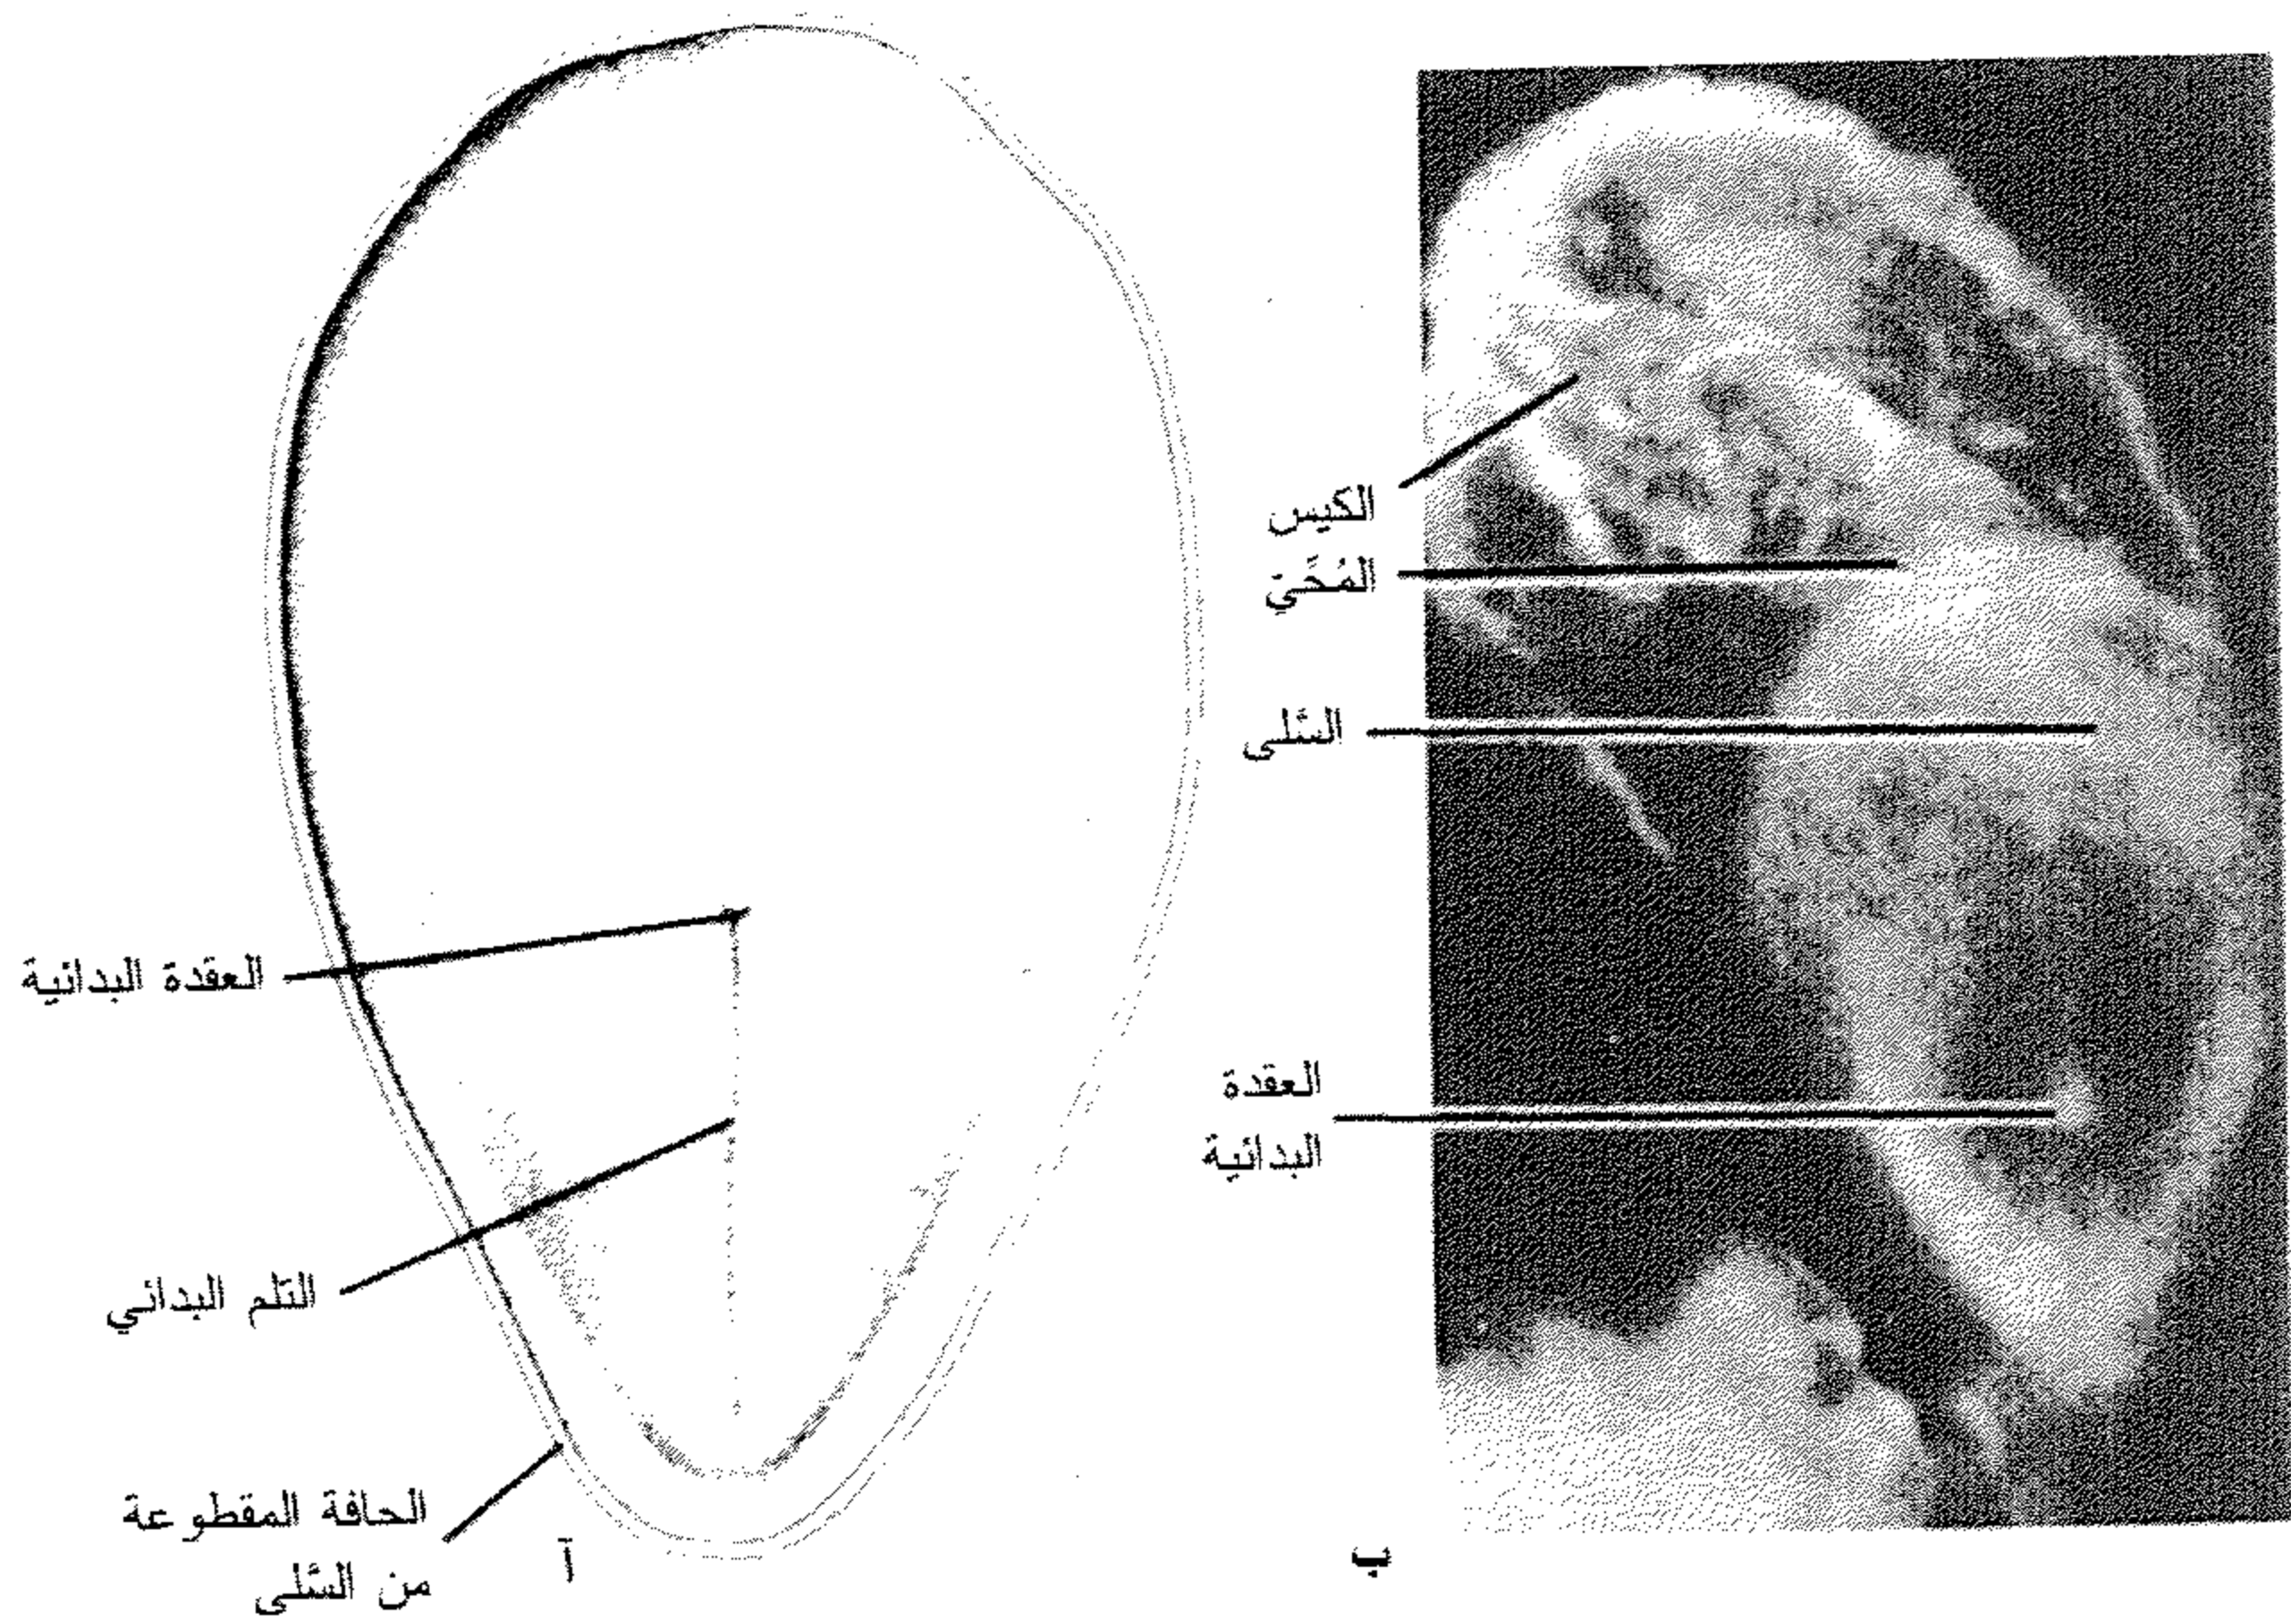 الكيس
المُحّي
السَّلى
العقدة البدائية
العقدة
البدائية
التلم البدائي
الحافة المقطوعة
من السَّلى
آ
ب